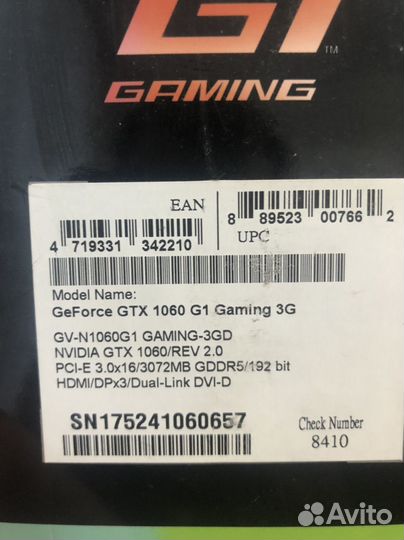 G1™
GAMING
EAN
4 719331 342210
8 89523 00766 2
UPC
Model Name:
GeForce GTX 1060 G1 Gaming 3G
GV-N1060G1 GAMING-3GD
NVIDIA GTX 1060/REV 2.0
PCI-E 3.0x16/3072MB GDDR5/192 bit
HDMI/DPx3/Dual-Link DVI-D
SN175241060657
Check Number
8410
Avito